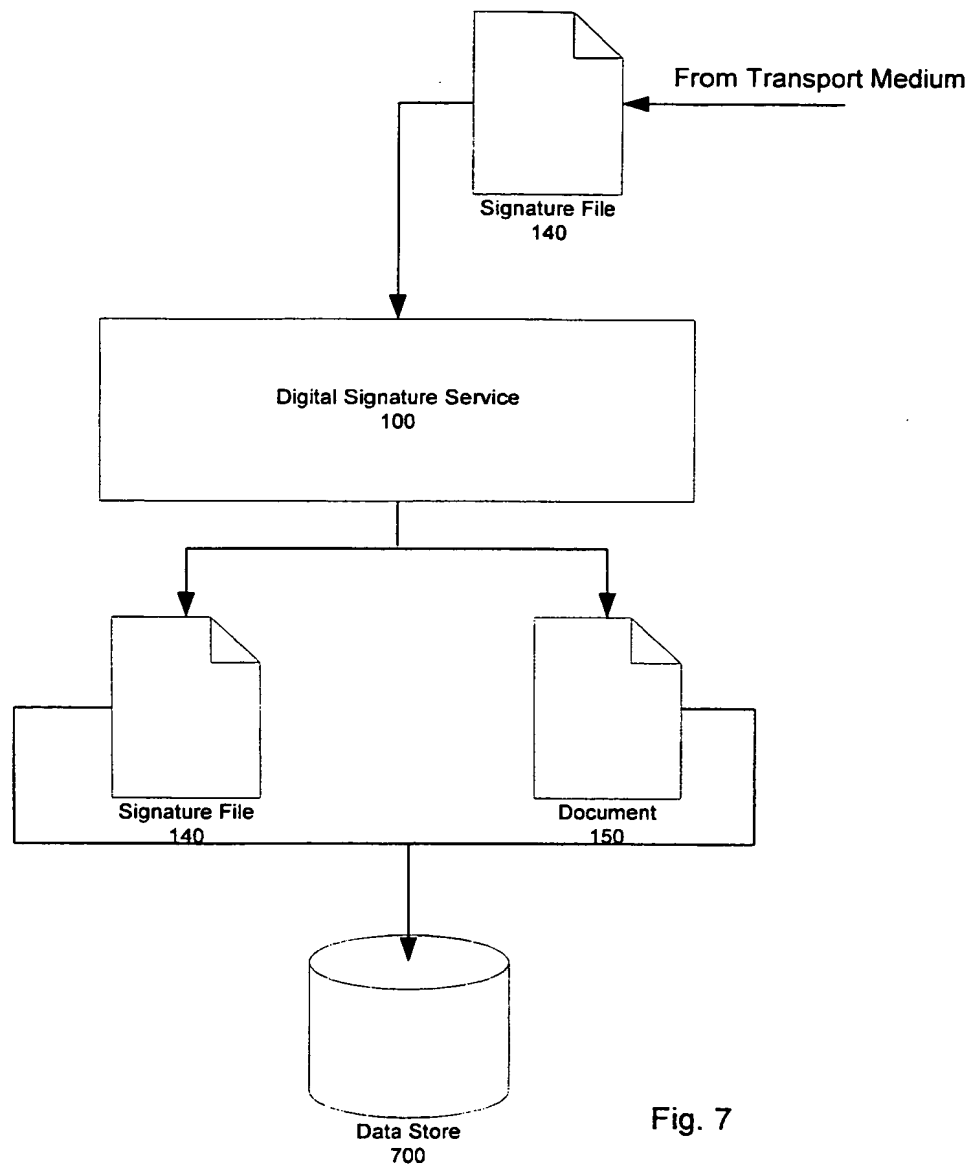 From Transport Medium
Signature File
140
Digital Signature Service
100
Signature File
140
Document
150
Data Store
700
Fig. 7